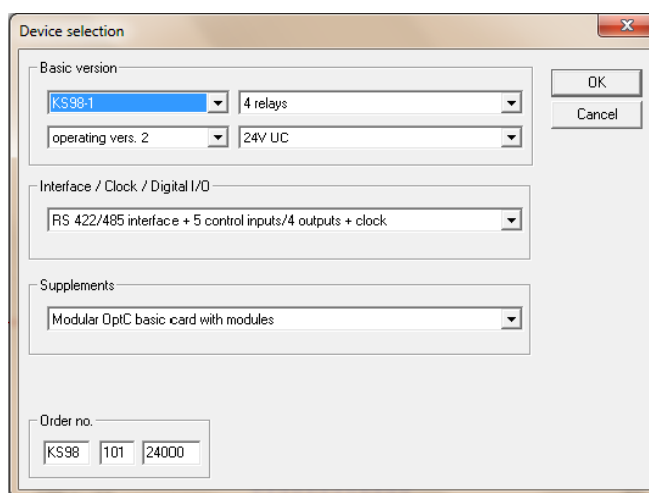 Device selection
Basic version
KS98-1
4 relays
operating vers. 2
24V UC
OK
Cancel
Interface / Clock / Digital I/O
RS 422/485 interface + 5 control inputs/4 outputs + clock
Supplements
Modular OptC basic card with modules
Order no.
KS98 101 24000